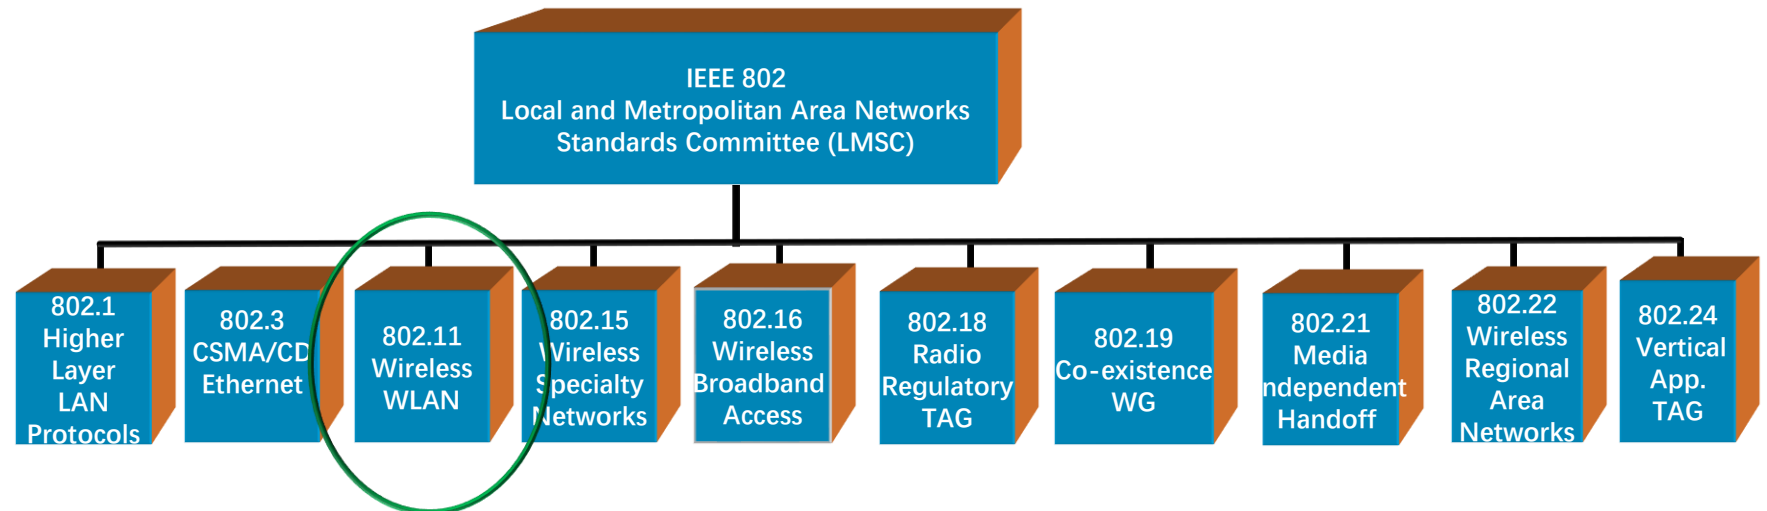 IEEE 802
Local and Metropolitan Area Networks
Standards Committee (LMSC)
802.1
Higher
Layer
LAN
Protocols
802.3
CSMA/CD
Ethernet
802.11
Wireless
WLAN
802.15
Wireless
Specialty
Networks
802.16
Wireless
Broadband
Access
802.18
Radio
Regulatory
TAG
802.19
Co-existence
WG
802.21
Media
ndependent
Handoff
802.22
Wireless
Regional
Area
Networks
802.24
Vertical
App.
TAG